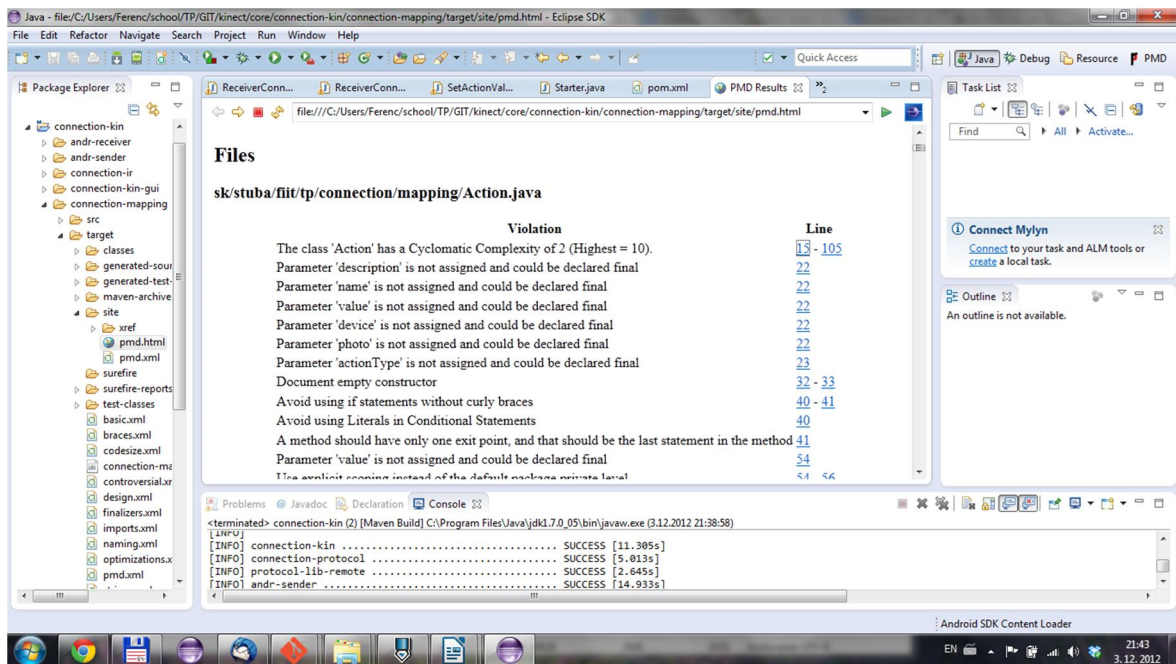 Java - file:/C:/Users/Ferenc/school/TP/GIT/kinect/core/connection-kin/connection-mapping/target/site/pmd.html - Eclipse SDK
File Edit Refactor Navigate Search Project Run Window Help
Quick Access
Java Debug Resource PMD
Package Explorer
connection-kin
andr-receiver
andr-sender
connection-ir
connection-kin-gui
connection-mapping
src
target
classes
generated-sour
generated-test-
maven-archive
site
xref
pmd.html
pmd.xml
surefire
surefire-reports
test-classes
basic.xml
braces.xml
codesize.xml
connection-ma
controversial.xr
design.xml
finalizers.xml
imports.xml
naming.xml
optimizations.x
pmd.xml
ReceiverConn... ReceiverConn... SetActionVal... Starter.java pom.xml PMD Results »2
file:///C:/Users/Ferenc/school/TP/GIT/kinect/core/connection-kin/connection-mapping/target/site/pmd.html
Files
sk/stuba/fiit/tp/connection/mapping/Action.java
Violation Line
The class 'Action' has a Cyclomatic Complexity of 2 (Highest = 10). 15 - 105
Parameter 'description' is not assigned and could be declared final 22
Parameter 'name' is not assigned and could be declared final 22
Parameter 'value' is not assigned and could be declared final 22
Parameter 'device' is not assigned and could be declared final 22
Parameter 'photo' is not assigned and could be declared final 22
Parameter 'actionType' is not assigned and could be declared final 23
Document empty constructor 32 - 33
Avoid using if statements without curly braces 40 - 41
Avoid using Literals in Conditional Statements 40
A method should have only one exit point, and that should be the last statement in the method 41
Parameter 'value' is not assigned and could be declared final 54
Use explicit scoping instead of the default package private level 54 56
Problems Javadoc Declaration Console
<terminated> connection-kin (2) [Maven Build] C:\Program Files\Java\jdk1.7.0_05\bin\javaw.exe (3.12.2012 21:38:58)
[INFO]
[INFO] connection-kin .................................. SUCCESS [11.305s]
[INFO] connection-protocol ............................. SUCCESS [5.013s]
[INFO] protocol-lib-remote ............................. SUCCESS [2.645s]
[INFO] andr-sender ..................................... SUCCESS [14.933s]
Task List
Find All Activate...
Connect Mylyn
Connect to your task and ALM tools or
create a local task.
Outline
An outline is not available.
Android SDK Content Loader
EN 21:43
3. 12. 2012